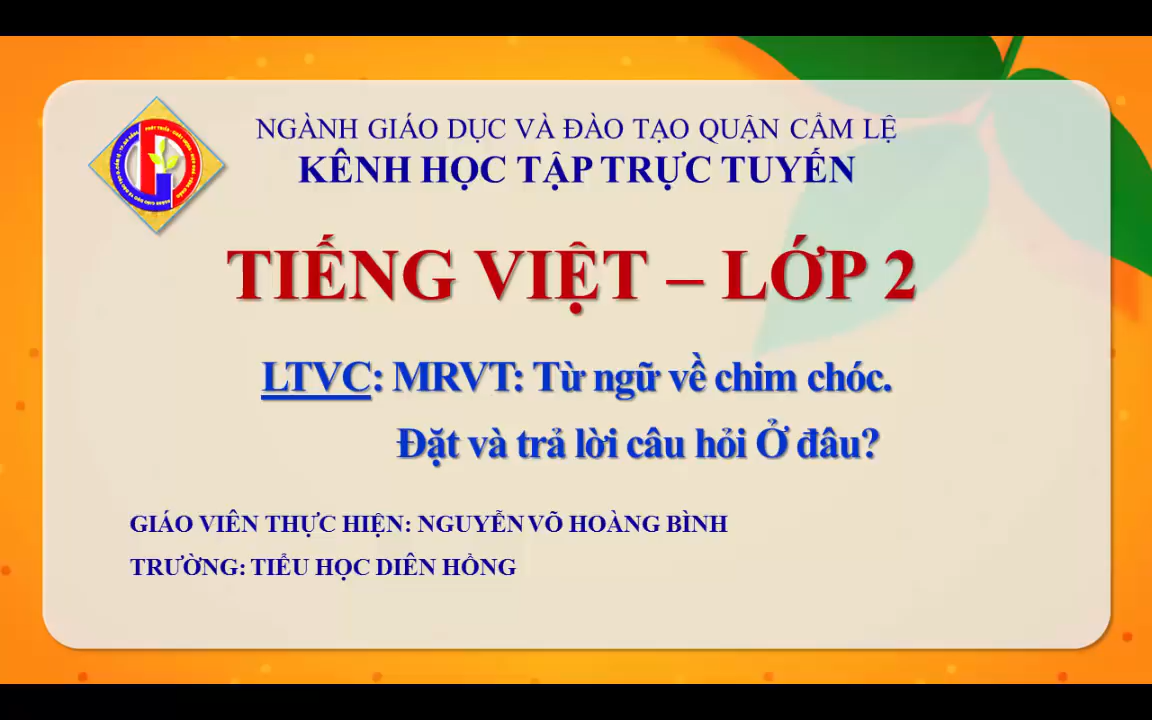 NGÀNH GIÁO DỤC VÀ ĐÀO TẠO QUẬN CẨM LỆ
KÊNH HỌC TẬP TRỰC TUYẾN
TIẾNG VIỆT – LỚP 2
LTVC: MRVT: Từ ngữ về chim chóc.
Đặt và trả lời câu hỏi Ở đâu?
GIÁO VIÊN THỰC HIỆN: NGUYỄN VÕ HOÀNG BÌNH
TRƯỜNG: TIỂU HỌC DIÊN HỒNG